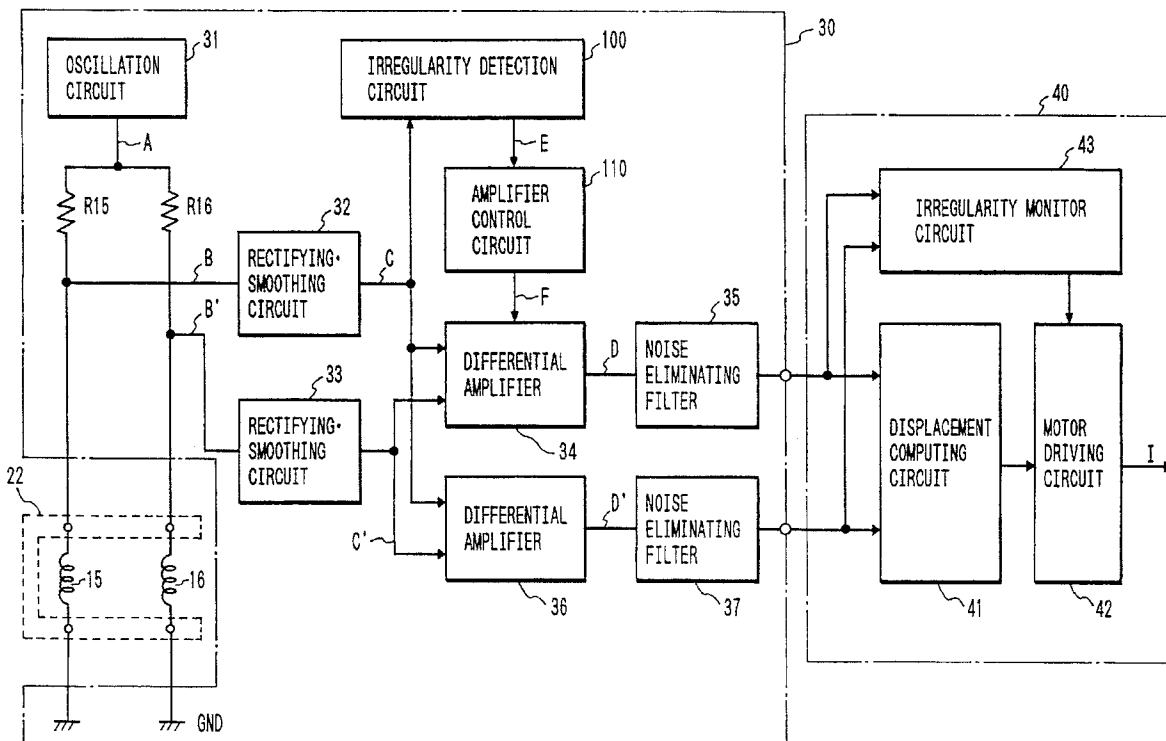 31
OSCILLATION
CIRCUIT
100
IRREGULARITY DETECTION
CIRCUIT
30
A
E
40
R15
R16
110
AMPLIFIER
CONTROL
CIRCUIT
43
IRREGULARITY MONITOR
CIRCUIT
32
B
RECTIFYING·
SMOOTHING
CIRCUIT
C
B'
F
35
33
RECTIFYING·
SMOOTHING
CIRCUIT
DIFFERENTIAL
AMPLIFIER
34
D
NOISE
ELIMINATING
FILTER
DISPLACEMENT
COMPUTING
CIRCUIT
41
MOTOR
DRIVING
CIRCUIT
42
I
22
C'
DIFFERENTIAL
AMPLIFIER
36
D'
NOISE
ELIMINATING
FILTER
37
15
16
GND